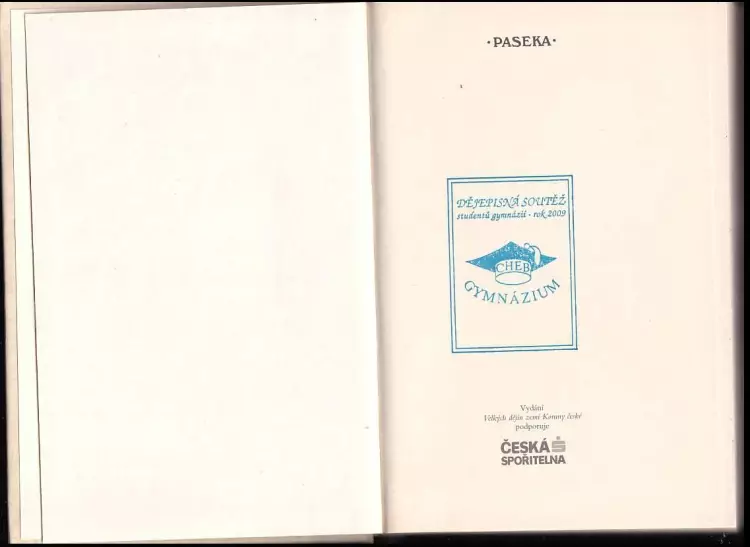 ·PASEKA·
DĚJEPISNÁ SOUTĚŽ
studentů gymnázií - rok 2009
CHEB
GYMNÁZIUM
Vydání
Velkých dějin zemí Koruny české
podporuje
ČESKÁ
SPOŘITELNA